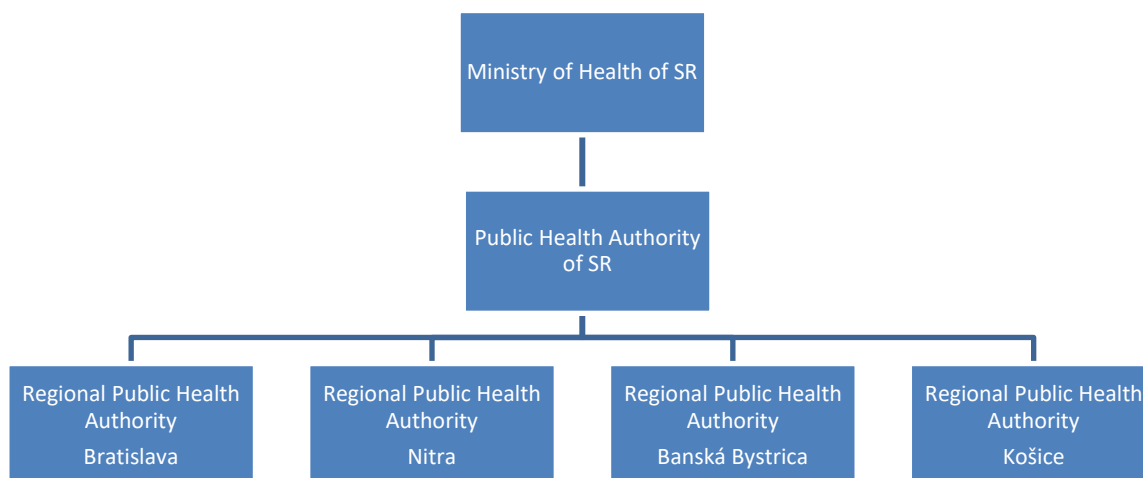 Ministry of Health of SR
Public Health Authority
of SR
Regional Public Health
Authority
Bratislava
Regional Public Health
Authority
Nitra
Regional Public Health
Authority
Banská Bystrica
Regional Public Health
Authority
Košice